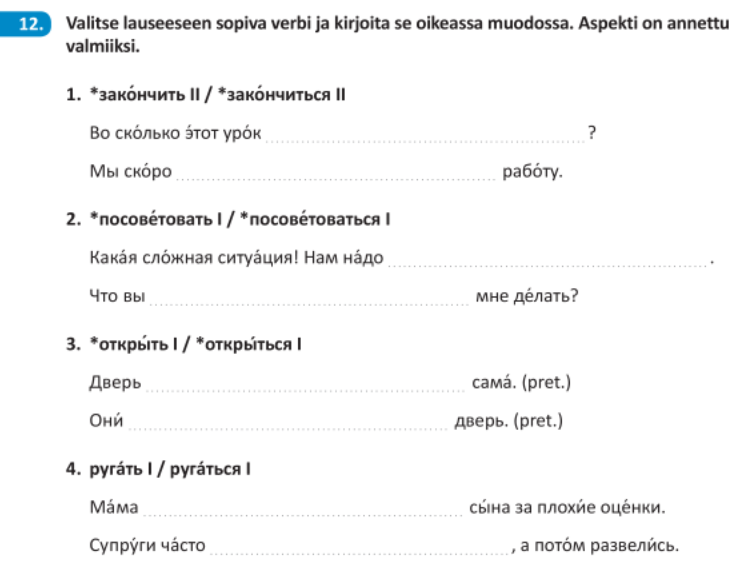 12. Valitse lauseeseen sopiva verbi ja kirjoita se oikeassa muodossa. Aspekti on annettu
valmiiksi.
1. *зако́нчить II / *зако́нчиться II
Во ско́лько э́тот уро́к ?
Мы ско́ро рабо́ту.
2. *посове́товать I / *посове́товаться I
Кака́я сло́жная ситуа́ция! Нам на́до .
Что вы мне де́лать?
3. *откры́ть I / *откры́ться I
Дверь сама́. (pret.)
Они́ дверь. (pret.)
4. руга́ть I / руга́ться I
Ма́ма сы́на за плохи́е оце́нки.
Супру́ги ча́сто , а пото́м развели́сь.